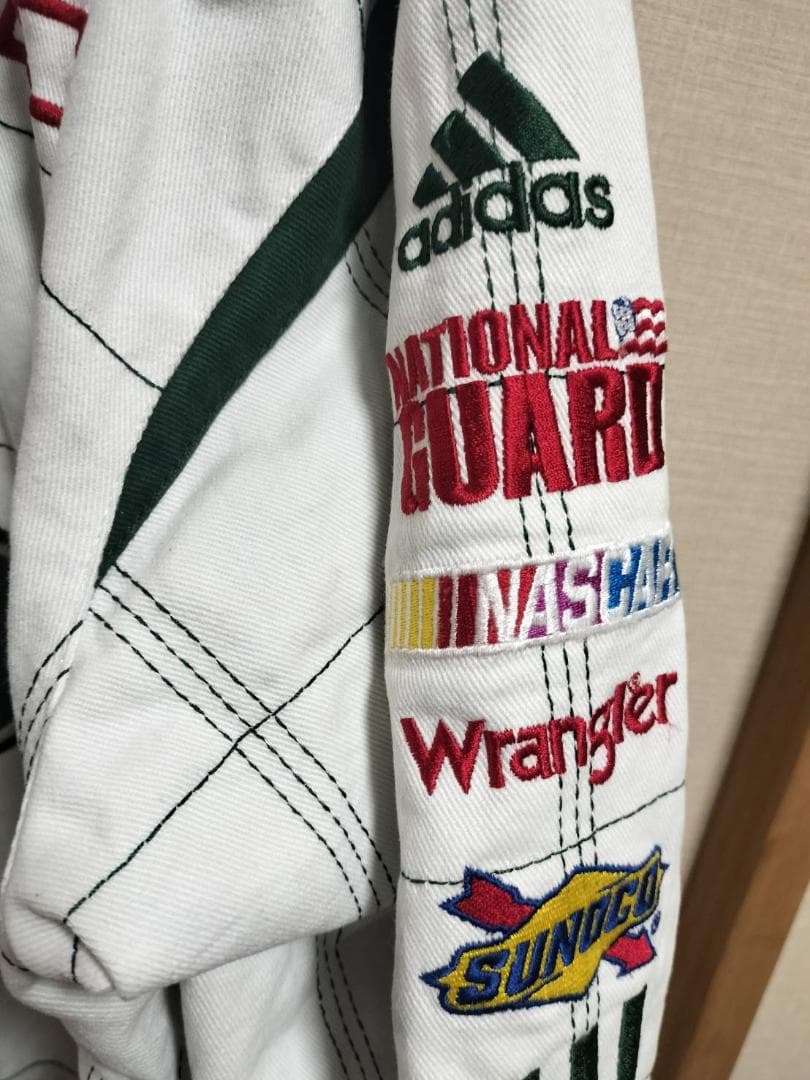 adidas
NATIONAL
GUARD
NASCAR
Wrangler®
SUNOCO®